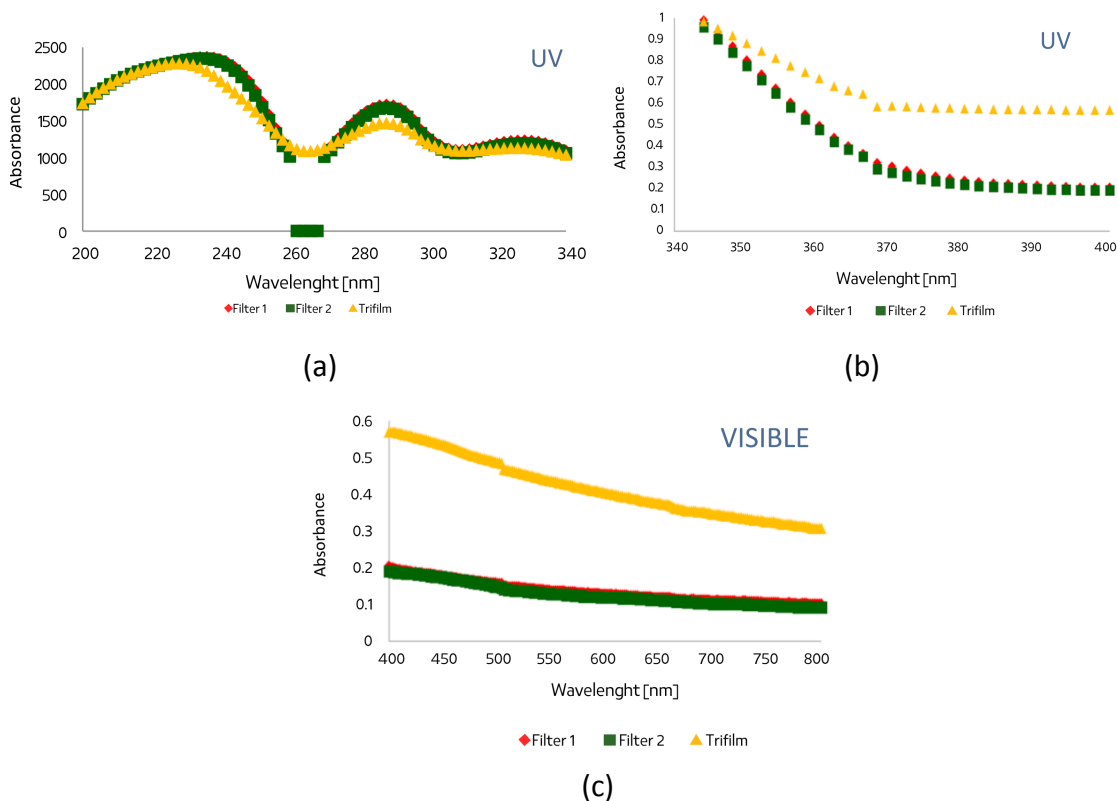 UV
2500
2000
1500
1000
500
0
200 220 240 260 280 300 320 340
Absorbance
Wavelenght [nm]
Filter 1 Filter 2 Trifilm
(a)
UV
1
0.9
0.8
0.7
0.6
0.5
0.4
0.3
0.2
0.1
0
340 350 360 370 380 390 400
Absorbance
Wavelenght [nm]
Filter 1 Filter 2 Trifilm
(b)
VISIBLE
0.6
0.5
0.4
0.3
0.2
0.1
0
400 450 500 550 600 650 700 750 800
Absorbance
Wavelenght [nm]
Filter 1 Filter 2 Trifilm
(c)